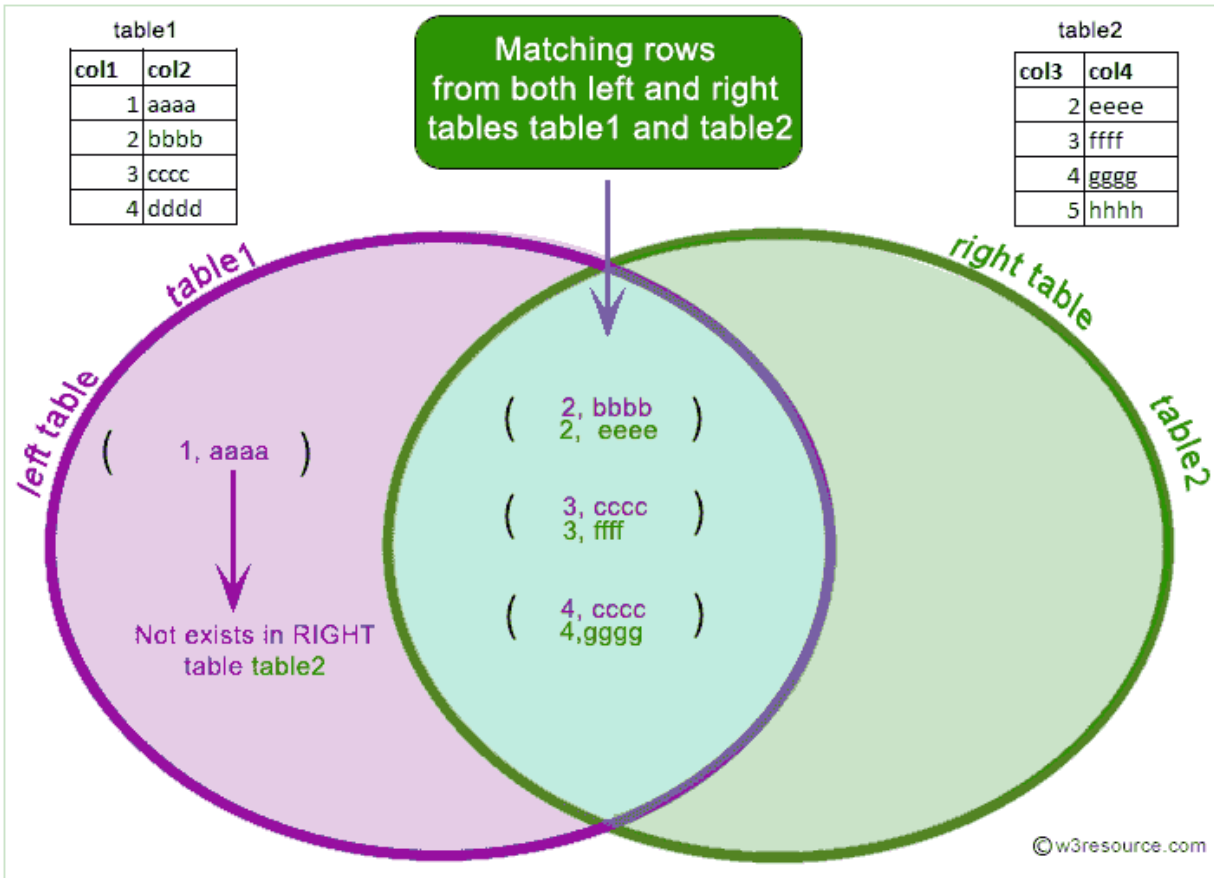 table1
col1 col2
1 aaaa
2 bbbb
3 cccc
4 dddd
Matching rows
from both left and right
tables table1 and table2
table2
col3 col4
2 eeee
3 ffff
4 gggg
5 hhhh
left table
table1
right table
table2
( 1, aaaa )
Not exists in RIGHT
table table2
( 2, bbbb
2, eeee )
( 3, cccc
3, ffff )
( 4, cccc
4,gggg )
©w3resource.com